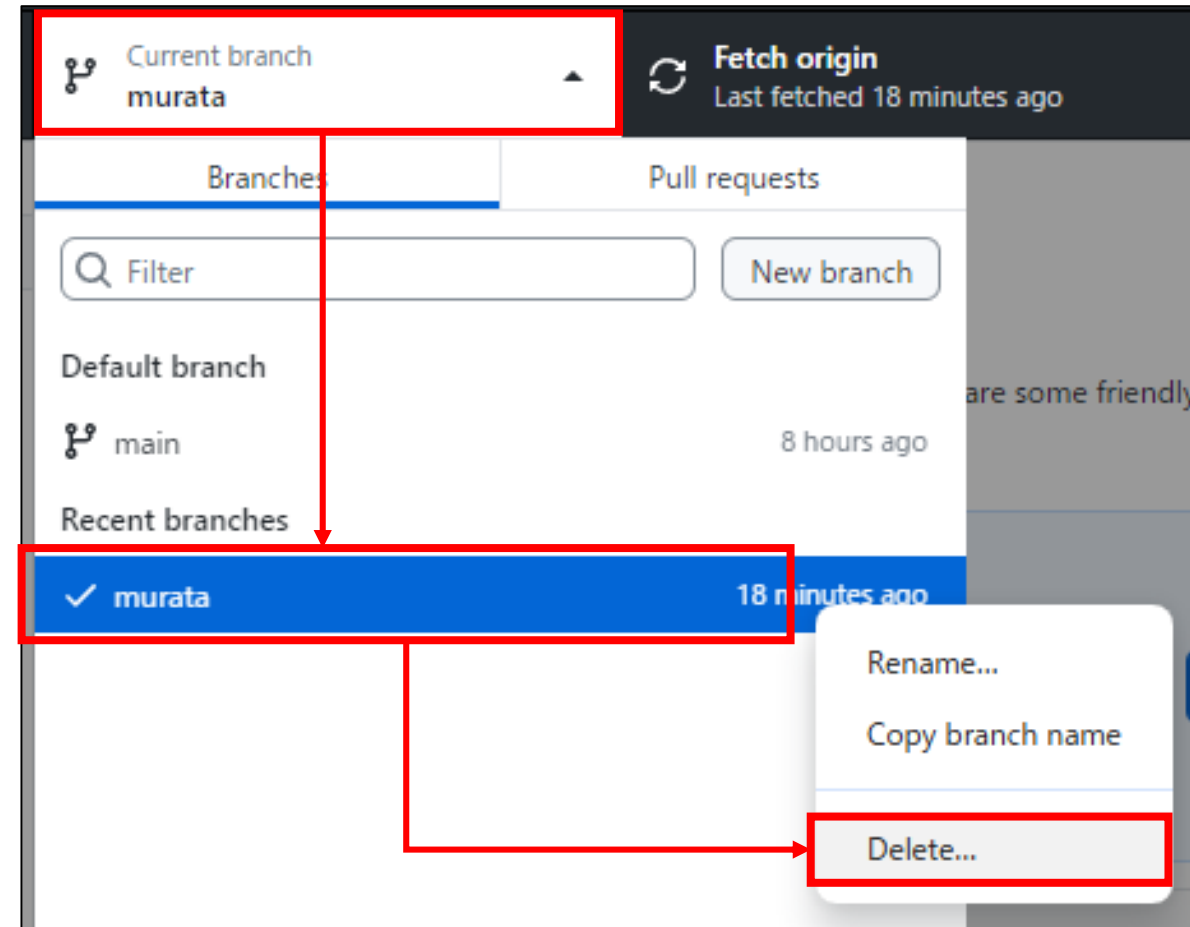 Current branch
murata
Fetch origin
Last fetched 18 minutes ago
Branches
Pull requests
Filter
New branch
Default branch
are some friendly
main
8 hours ago
Recent branches
murata
18 minutes ago
Rename...
Copy branch name
Delete...